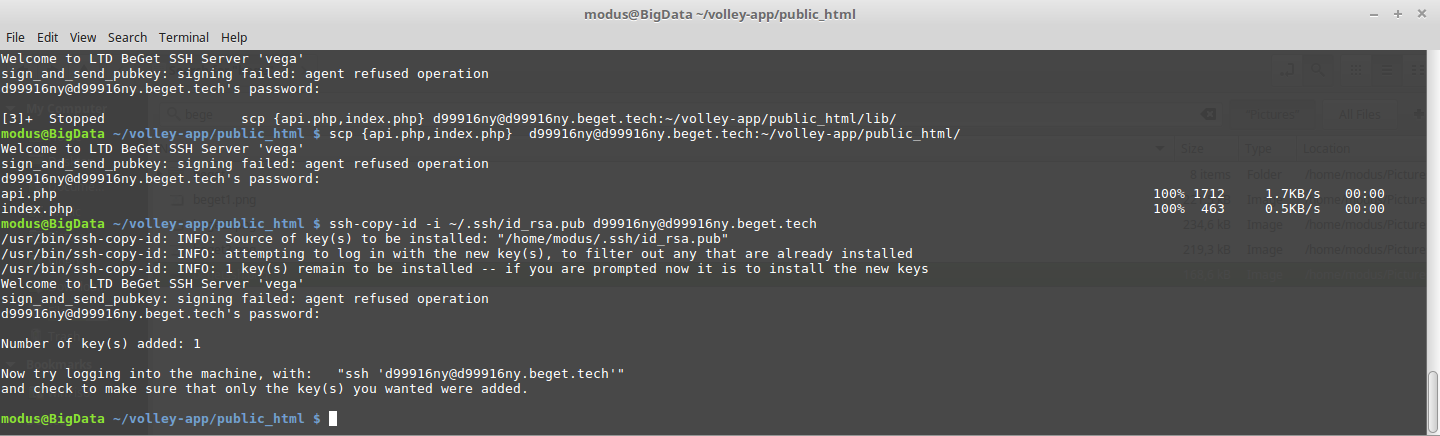 modus@BigData ~/volley-app/public_html
File Edit View Search Terminal Help
Welcome to LTD BeGet SSH Server 'vega'
sign_and_send_pubkey: signing failed: agent refused operation
d99916ny@d99916ny.beget.tech's password:
[3]+  Stopped                 scp {api.php,index.php} d99916ny@d99916ny.beget.tech:~/volley-app/public_html/lib/
modus@BigData ~/volley-app/public_html $ scp {api.php,index.php}  d99916ny@d99916ny.beget.tech:~/volley-app/public_html/
Welcome to LTD BeGet SSH Server 'vega'
sign_and_send_pubkey: signing failed: agent refused operation
d99916ny@d99916ny.beget.tech's password:
api.php 100% 1712 1.7KB/s 00:00
index.php 100% 463 0.5KB/s 00:00
modus@BigData ~/volley-app/public_html $ ssh-copy-id -i ~/.ssh/id_rsa.pub d99916ny@d99916ny.beget.tech
/usr/bin/ssh-copy-id: INFO: Source of key(s) to be installed: "/home/modus/.ssh/id_rsa.pub"
/usr/bin/ssh-copy-id: INFO: attempting to log in with the new key(s), to filter out any that are already installed
/usr/bin/ssh-copy-id: INFO: 1 key(s) remain to be installed -- if you are prompted now it is to install the new keys
Welcome to LTD BeGet SSH Server 'vega'
sign_and_send_pubkey: signing failed: agent refused operation
d99916ny@d99916ny.beget.tech's password:
Number of key(s) added: 1
Now try logging into the machine, with:   "ssh 'd99916ny@d99916ny.beget.tech'"
and check to make sure that only the key(s) you wanted were added.
modus@BigData ~/volley-app/public_html $